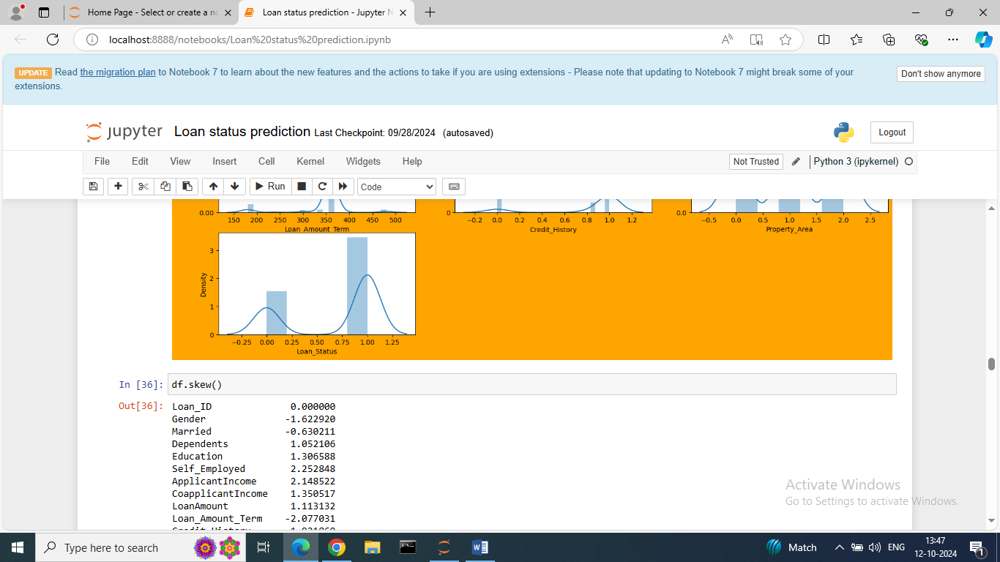 Home Page - Select or create a no
Loan status prediction - Jupyter N
localhost:8888/notebooks/Loan%20status%20prediction.ipynb
UPDATE Read the migration plan to Notebook 7 to learn about the new features and the actions to take if you are using extensions - Please note that updating to Notebook 7 might break some of your
extensions.
Don't show anymore
jupyter Loan status prediction Last Checkpoint: 09/28/2024 (autosaved)
Logout
File Edit View Insert Cell Kernel Widgets Help
Not Trusted Python 3 (ipykernel)
Run Code
0.00 0 0.0
150 200 250 300 350 400 450 500
−0.2 0.0 0.2 0.4 0.6 0.8 1.0 1.2
−0.5 0.0 0.5 1.0 1.5 2.0 2.5
Loan_Amount_Term Credit_History Property_Area
3
2
Density
1
0
−0.25 0.00 0.25 0.50 0.75 1.00 1.25
Loan_Status
In [36]: df.skew()
Out[36]: Loan_ID 0.000000
Gender -1.622920
Married -0.630211
Dependents 1.052106
Education 1.306588
Self_Employed 2.252848
ApplicantIncome 2.148522
CoapplicantIncome 1.350517
LoanAmount 1.113132
Loan_Amount_Term -2.077031
Activate Windows
Go to Settings to activate Windows.
Type here to search
Match
ENG
13:47
12-10-2024
1